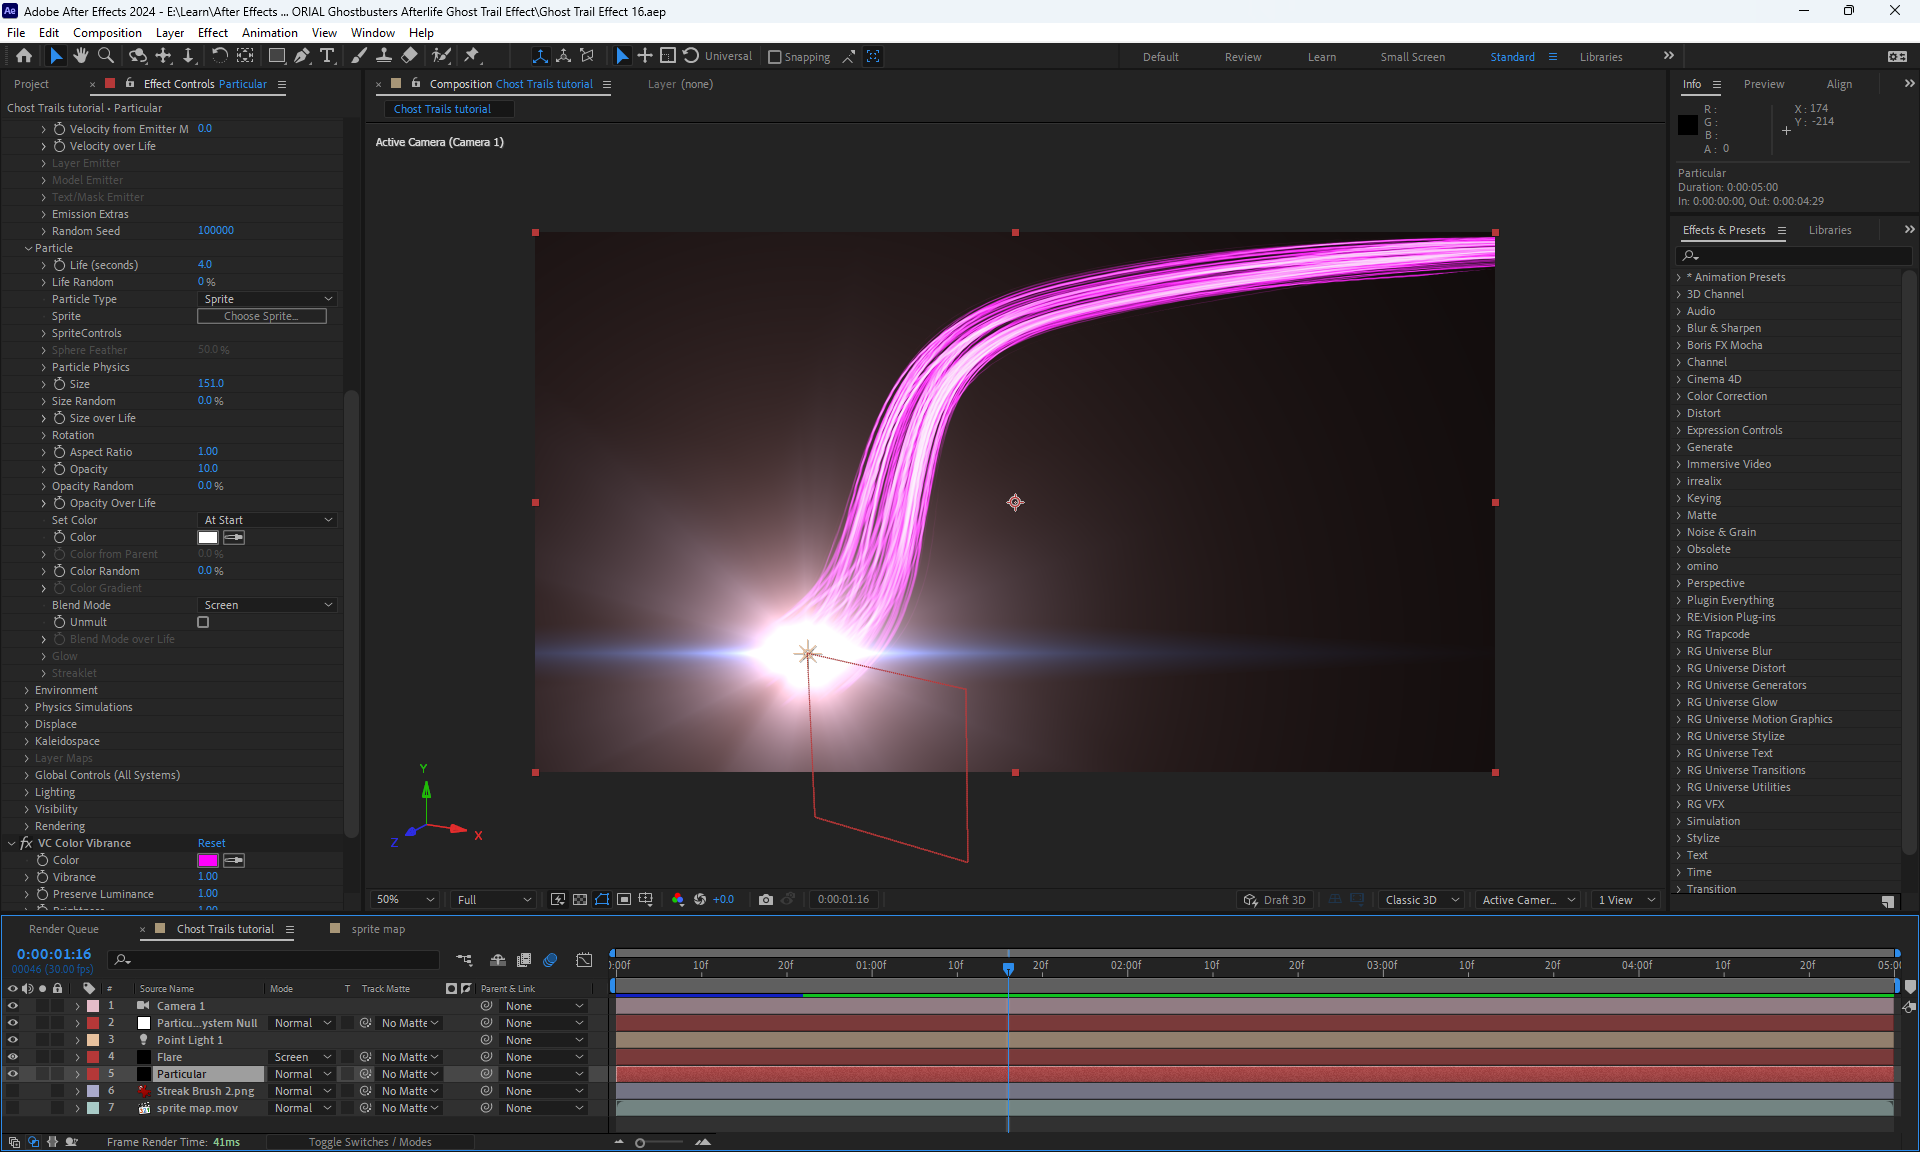 Adobe After Effects 2024 - E:\Learn\After Effects ... ORIAL Ghostbusters Afterlife Ghost Trail Effect\Ghost Trail Effect 16.aep
File Edit Composition Layer Effect Animation View Window Help
Universal Snapping Default Review Learn Small Screen Standard Libraries
Project Effect Controls Particular
Chost Trails tutorial • Particular
Velocity from Emitter M 0.0
Velocity over Life
Layer Emitter
Model Emitter
Text/Mask Emitter
Emission Extras
Random Seed 100000
Particle
Life (seconds) 4.0
Life Random 0 %
Particle Type Sprite
Sprite Choose Sprite...
SpriteControls
Sphere Feather 50.0 %
Particle Physics
Size 151.0
Size Random 0.0 %
Size over Life
Rotation
Aspect Ratio 1.00
Opacity 10.0
Opacity Random 0.0 %
Opacity Over Life
Set Color At Start
Color
Color from Parent 0.0 %
Color Random 0.0 %
Color Gradient
Blend Mode Screen
Unmult
Blend Mode over Life
Glow
Streaklet
Environment
Physics Simulations
Displace
Kaleidospace
Layer Maps
Global Controls (All Systems)
Lighting
Visibility
Rendering
fx VC Color Vibrance Reset
Color
Vibrance 1.00
Preserve Luminance 1.00
Composition Chost Trails tutorial Layer (none)
Chost Trails tutorial
Active Camera (Camera 1)
Y
Z X
50% Full +0.0 0:00:01:16 Draft 3D Classic 3D Active Camer... 1 View
Info Preview Align
R : X : 174
G : Y : -214
B :
A : 0
Particular
Duration: 0:00:05:00
In: 0:00:00:00, Out: 0:00:04:29
Effects & Presets Libraries
* Animation Presets
3D Channel
Audio
Blur & Sharpen
Boris FX Mocha
Channel
Cinema 4D
Color Correction
Distort
Expression Controls
Generate
Immersive Video
irrealix
Keying
Matte
Noise & Grain
Obsolete
omino
Perspective
Plugin Everything
RE:Vision Plug-ins
RG Trapcode
RG Universe Blur
RG Universe Distort
RG Universe Generators
RG Universe Glow
RG Universe Motion Graphics
RG Universe Stylize
RG Universe Text
RG Universe Transitions
RG Universe Utilities
RG VFX
Simulation
Stylize
Text
Time
Transition
Render Queue Chost Trails tutorial sprite map
0:00:01:16
00046 (30.00 fps)
):00f 10f 20f 01:00f 10f 20f 02:00f 10f 20f 03:00f 10f 20f 04:00f 10f 20f 05:0
# Source Name Mode T Track Matte Parent & Link
1 Camera 1 None
2 Particu...ystem Null Normal No Matte None
3 Point Light 1 None
4 Flare Screen No Matte None
5 Particular Normal No Matte None
6 Streak Brush 2.png Normal No Matte None
7 sprite map.mov Normal No Matte None
Frame Render Time: 41ms Toggle Switches / Modes